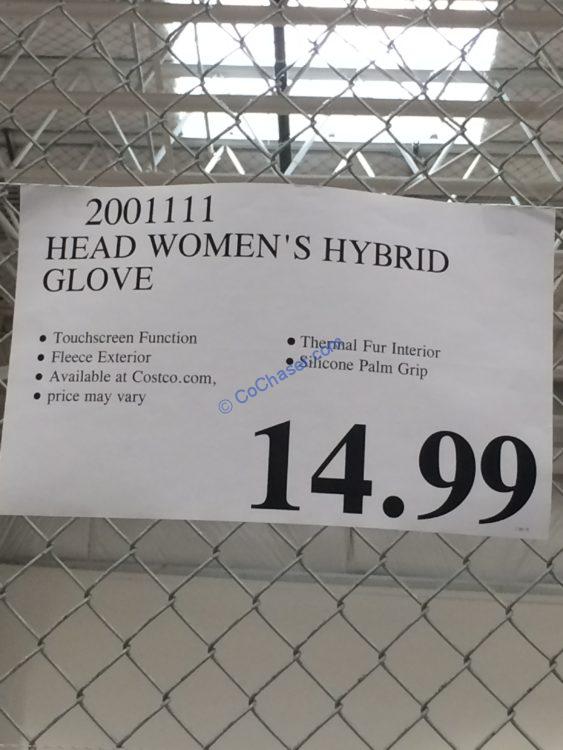 2001111
HEAD WOMEN'S HYBRID
GLOVE
• Touchscreen Function
• Fleece Exterior
• Available at Costco.com,
• price may vary
• Thermal Fur Interior
• Silicone Palm Grip
© CoChaser.com
14.99